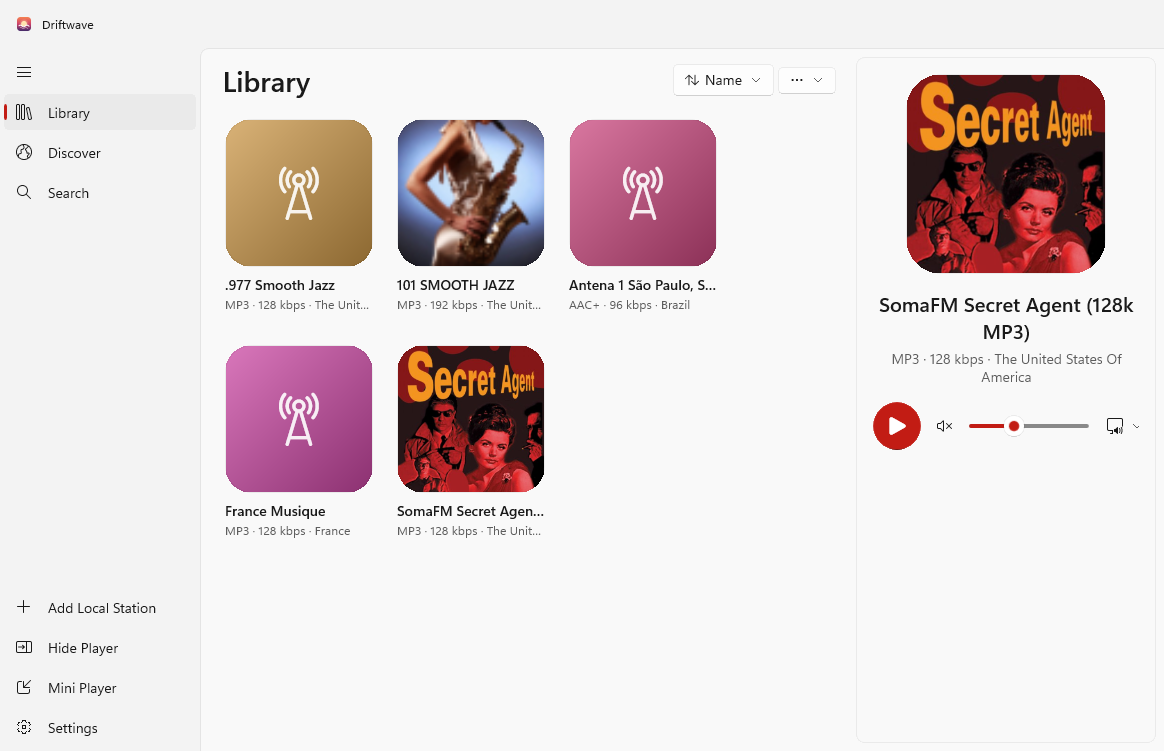 Driftwave
Library
Discover
Search
Add Local Station
Hide Player
Mini Player
Settings
Library
Name
.977 Smooth Jazz
MP3 · 128 kbps · The Unit...
101 SMOOTH JAZZ
MP3 · 192 kbps · The Unit...
Antena 1 São Paulo, S...
AAC+ · 96 kbps · Brazil
France Musique
MP3 · 128 kbps · France
Secret Agent
SomaFM Secret Agen...
MP3 · 128 kbps · The Unit...
Secret Agent
SomaFM Secret Agent (128k
MP3)
MP3 · 128 kbps · The United States Of
America